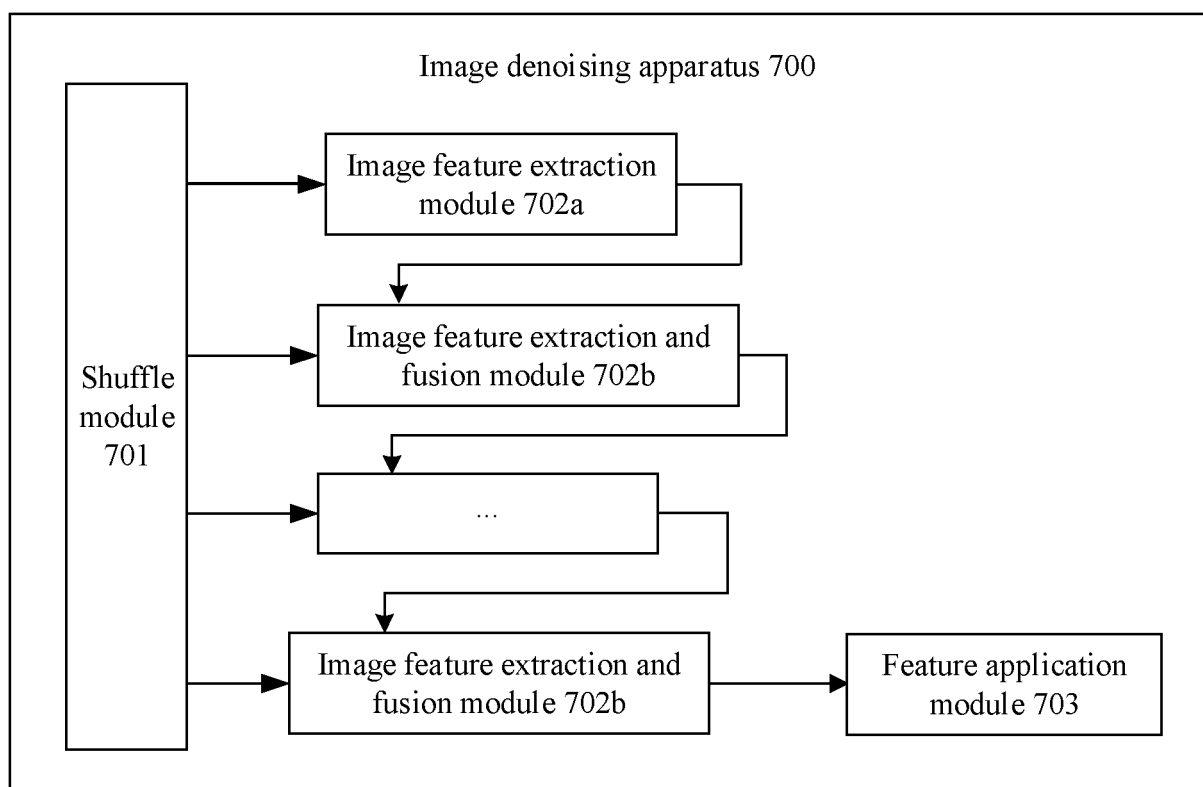 Image denoising apparatus 700
Shuffle
module
701
Image feature extraction
module 702a
Image feature extraction and
fusion module 702b
...
Image feature extraction and
fusion module 702b
Feature application
module 703